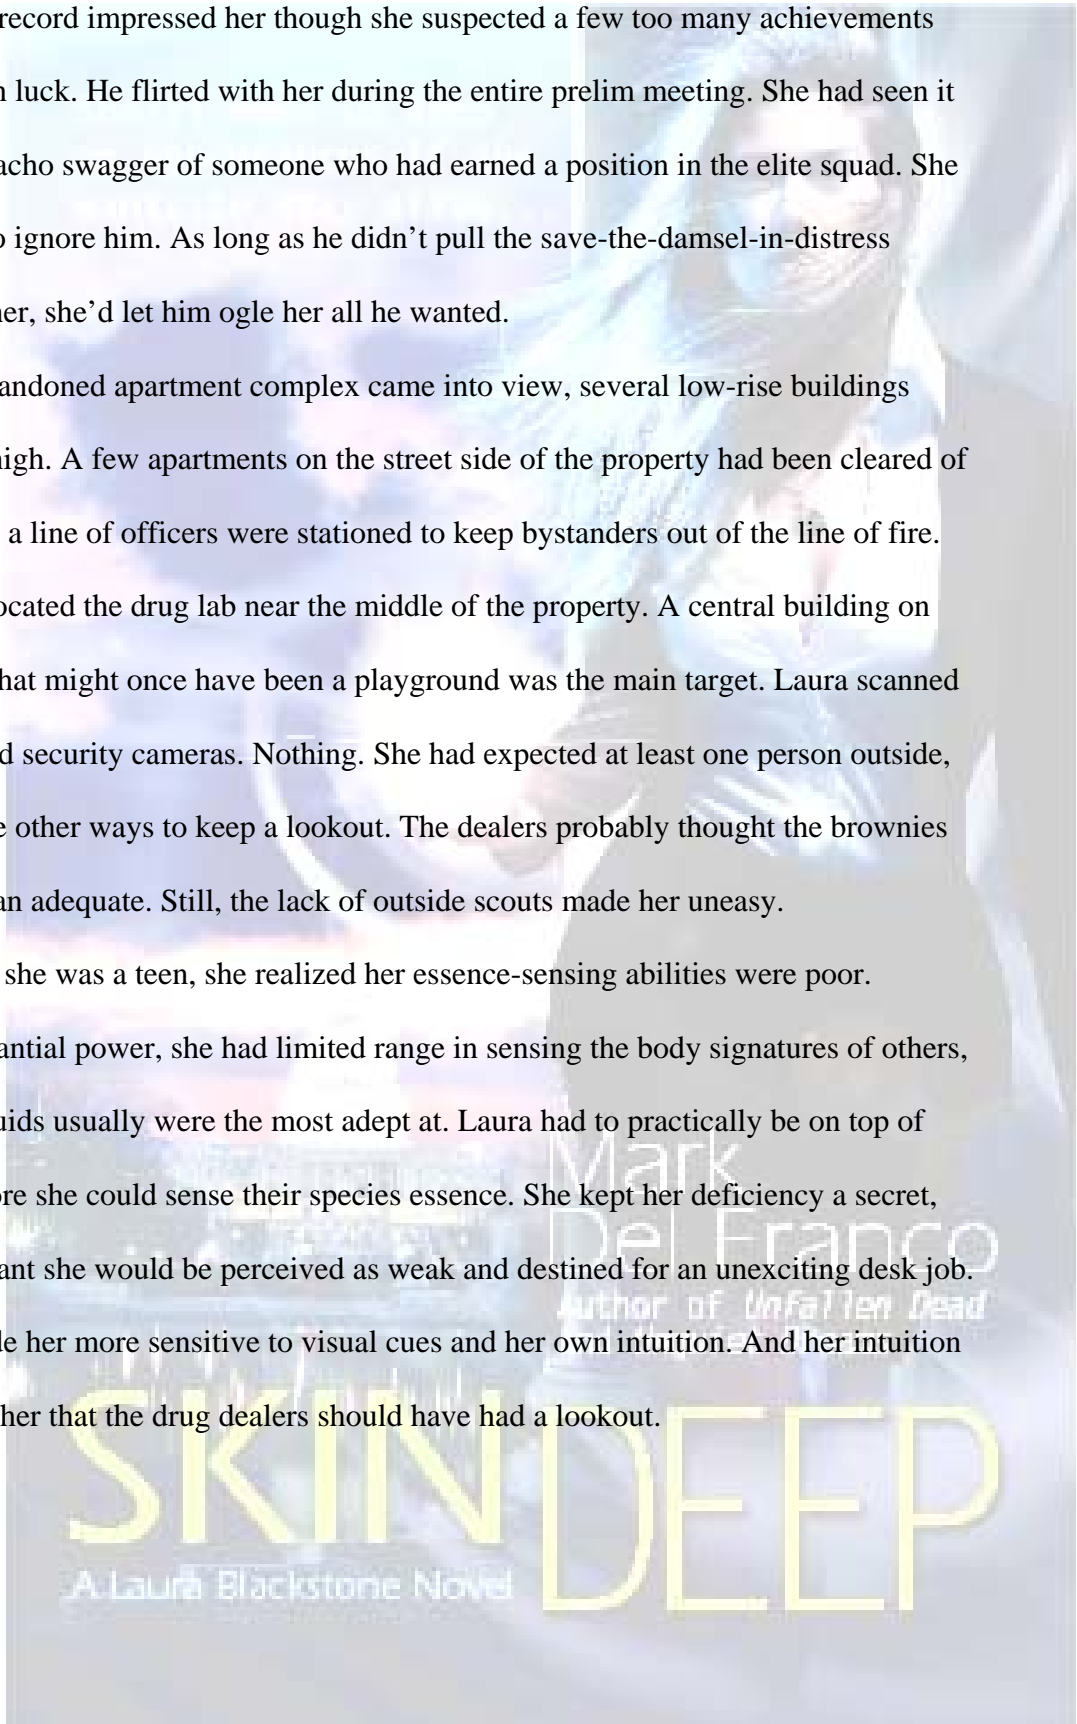 record impressed her though she suspected a few too many achievements
n luck. He flirted with her during the entire prelim meeting. She had seen it
acho swagger of someone who had earned a position in the elite squad. She
o ignore him. As long as he didn’t pull the save-the-damsel-in-distress
her, she’d let him ogle her all he wanted.
bandoned apartment complex came into view, several low-rise buildings
high. A few apartments on the street side of the property had been cleared of
a line of officers were stationed to keep bystanders out of the line of fire.
ocated the drug lab near the middle of the property. A central building on
hat might once have been a playground was the main target. Laura scanned
d security cameras. Nothing. She had expected at least one person outside,
e other ways to keep a lookout. The dealers probably thought the brownies
an adequate. Still, the lack of outside scouts made her uneasy.
she was a teen, she realized her essence-sensing abilities were poor.
antial power, she had limited range in sensing the body signatures of others,
uids usually were the most adept at. Laura had to practically be on top of
ore she could sense their species essence. She kept her deficiency a secret,
ant she would be perceived as weak and destined for an unexciting desk job.
de her more sensitive to visual cues and her own intuition. And her intuition
her that the drug dealers should have had a lookout.
Mark
Del Franco
Author of Unfallen Dead
SKIN DEEP
A Laura Blackstone Novel